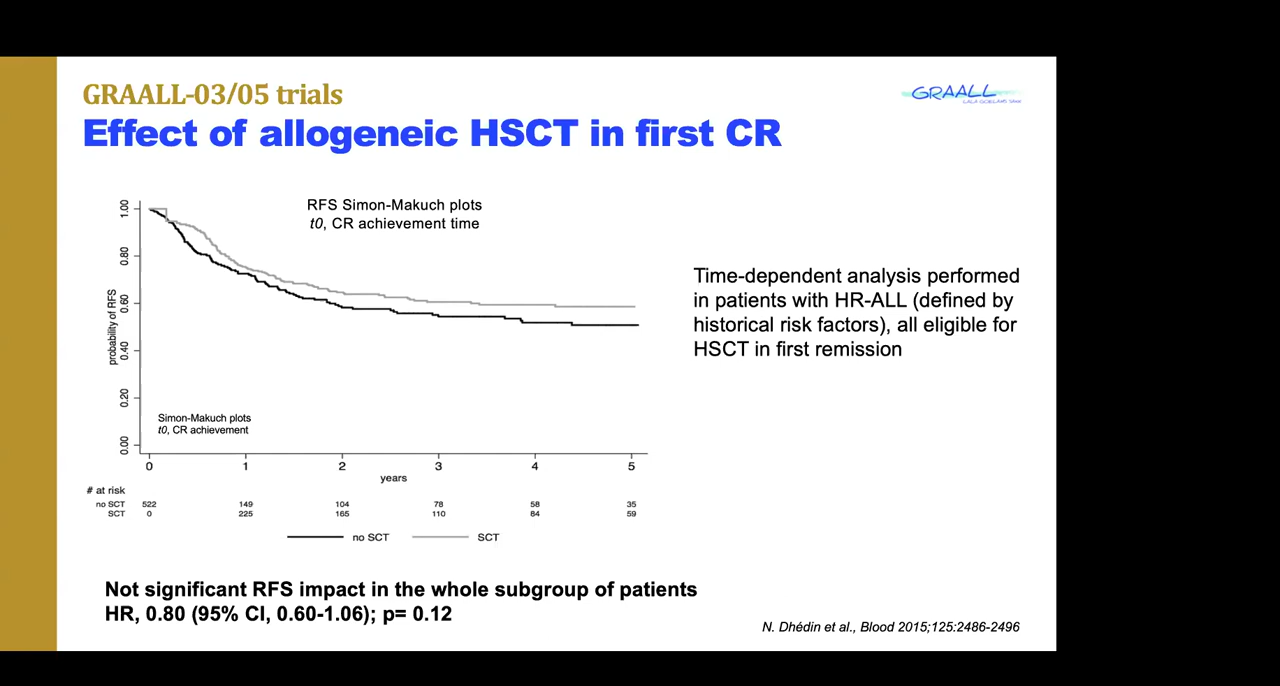 GRAALL-03/05 trials
GRAALL
Effect of allogeneic HSCT in first CR
RFS Simon-Makuch plots
t0, CR achievement time
probability of RFS
1.00
0.80
0.60
0.40
0.20
0.00
Simon-Makuch plots
t0, CR achievement
0 1 2 3 4 5
years
# at risk
no SCT 522 149 104 78 58 35
SCT 0 225 165 110 84 59
no SCT SCT
Time-dependent analysis performed
in patients with HR-ALL (defined by
historical risk factors), all eligible for
HSCT in first remission
Not significant RFS impact in the whole subgroup of patients
HR, 0.80 (95% CI, 0.60-1.06); p= 0.12
N. Dhédin et al., Blood 2015;125:2486-2496